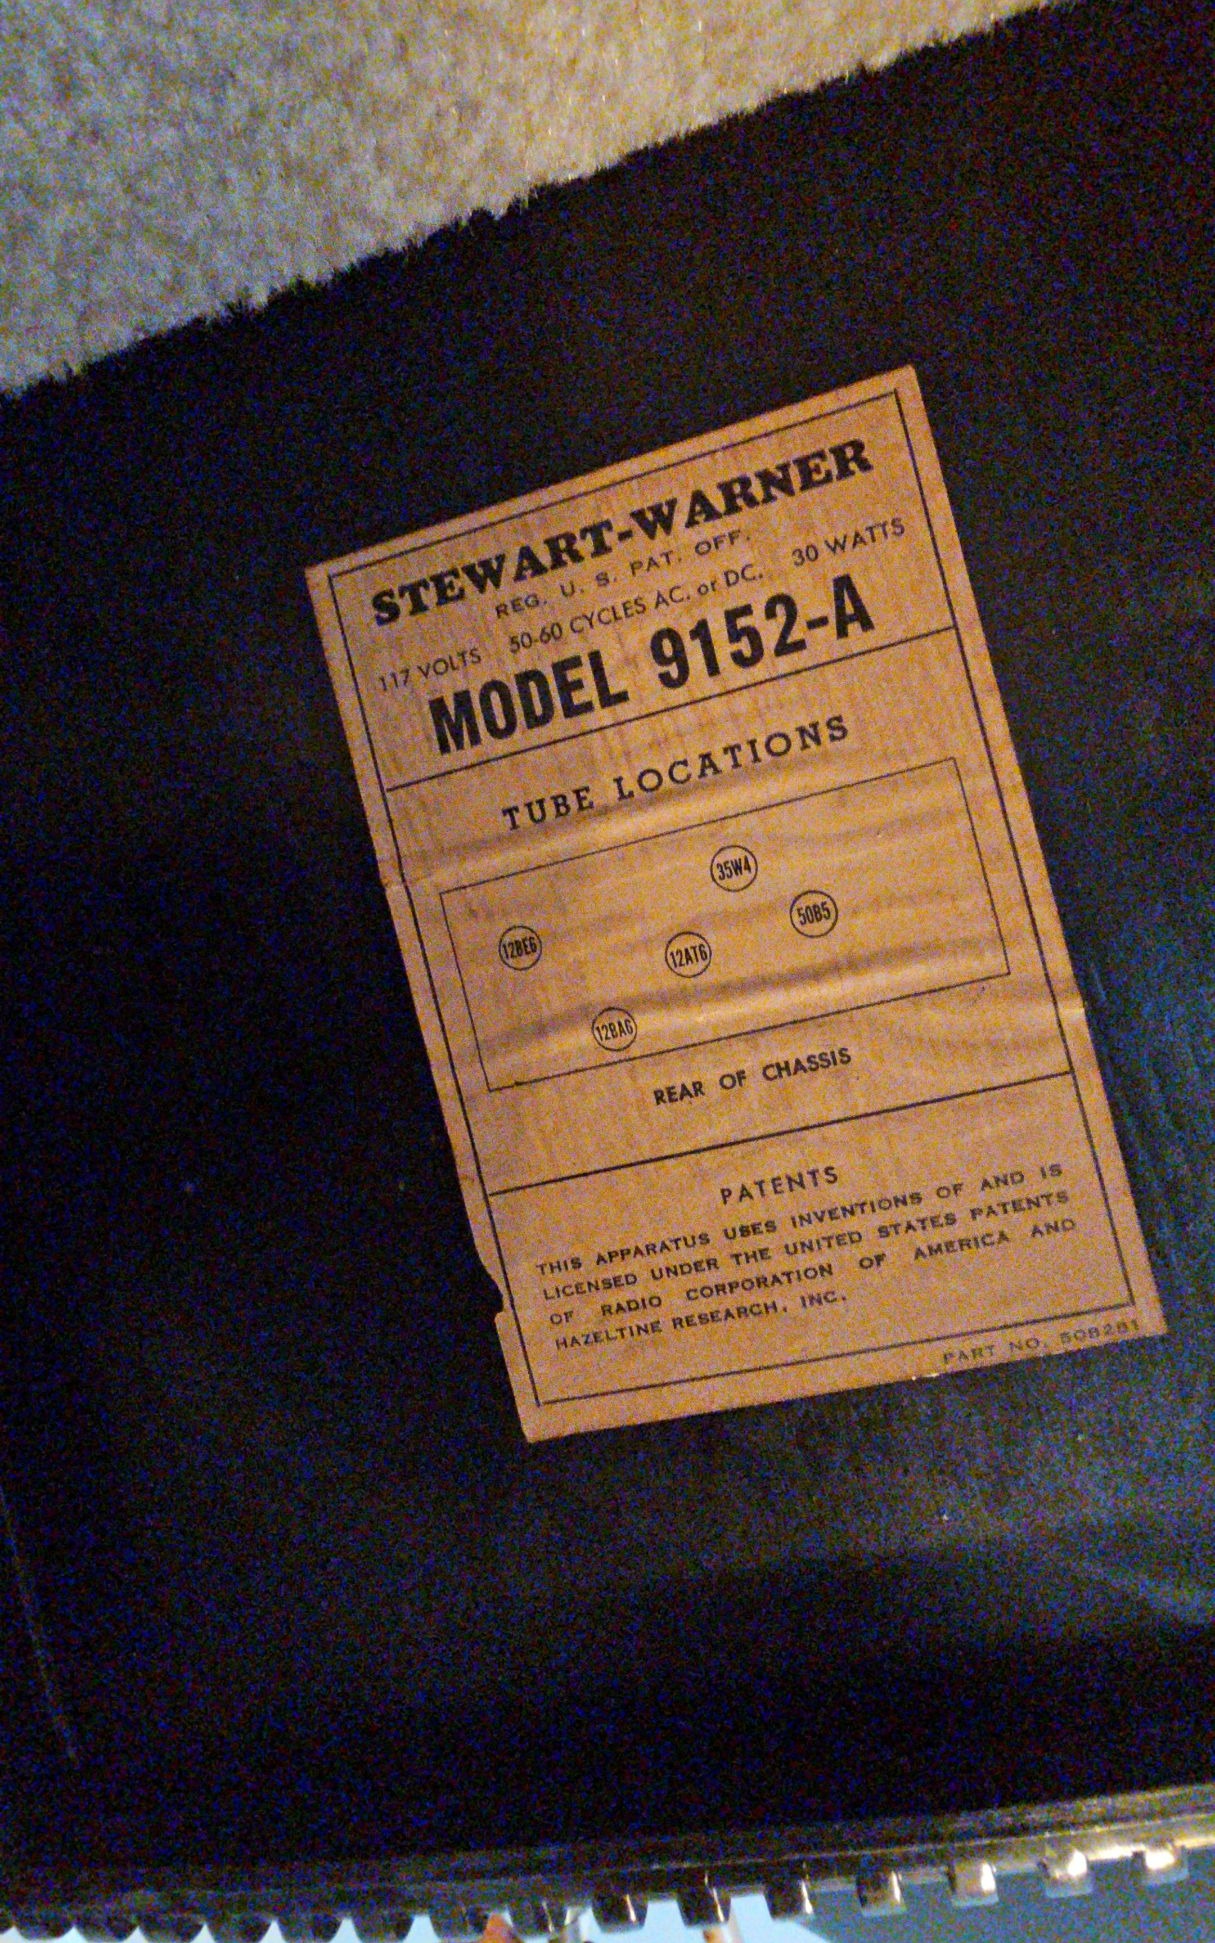 STEWART-WARNER
REG. U. S. PAT. OFF.
117 VOLTS 50-60 CYCLES AC. or DC. 30 WATTS
MODEL 9152-A
TUBE LOCATIONS
35W4
50B5
12BE6
12AT6
12BA6
REAR OF CHASSIS
PATENTS
THIS APPARATUS USES INVENTIONS OF AND IS
LICENSED UNDER THE UNITED STATES PATENTS
OF RADIO CORPORATION OF AMERICA AND
HAZELTINE RESEARCH, INC.
PART NO. 508281